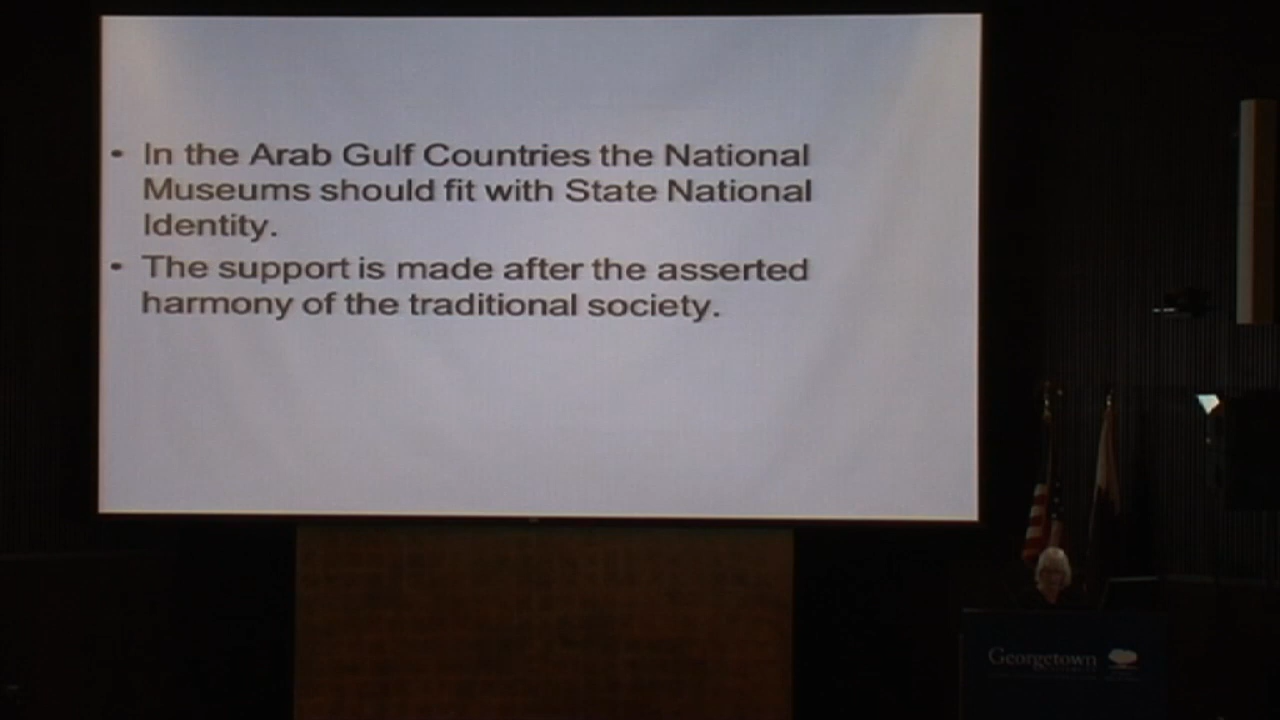 • In the Arab Gulf Countries the National
Museums should fit with State National
Identity.
• The support is made after the asserted
harmony of the traditional society.
Georgetown